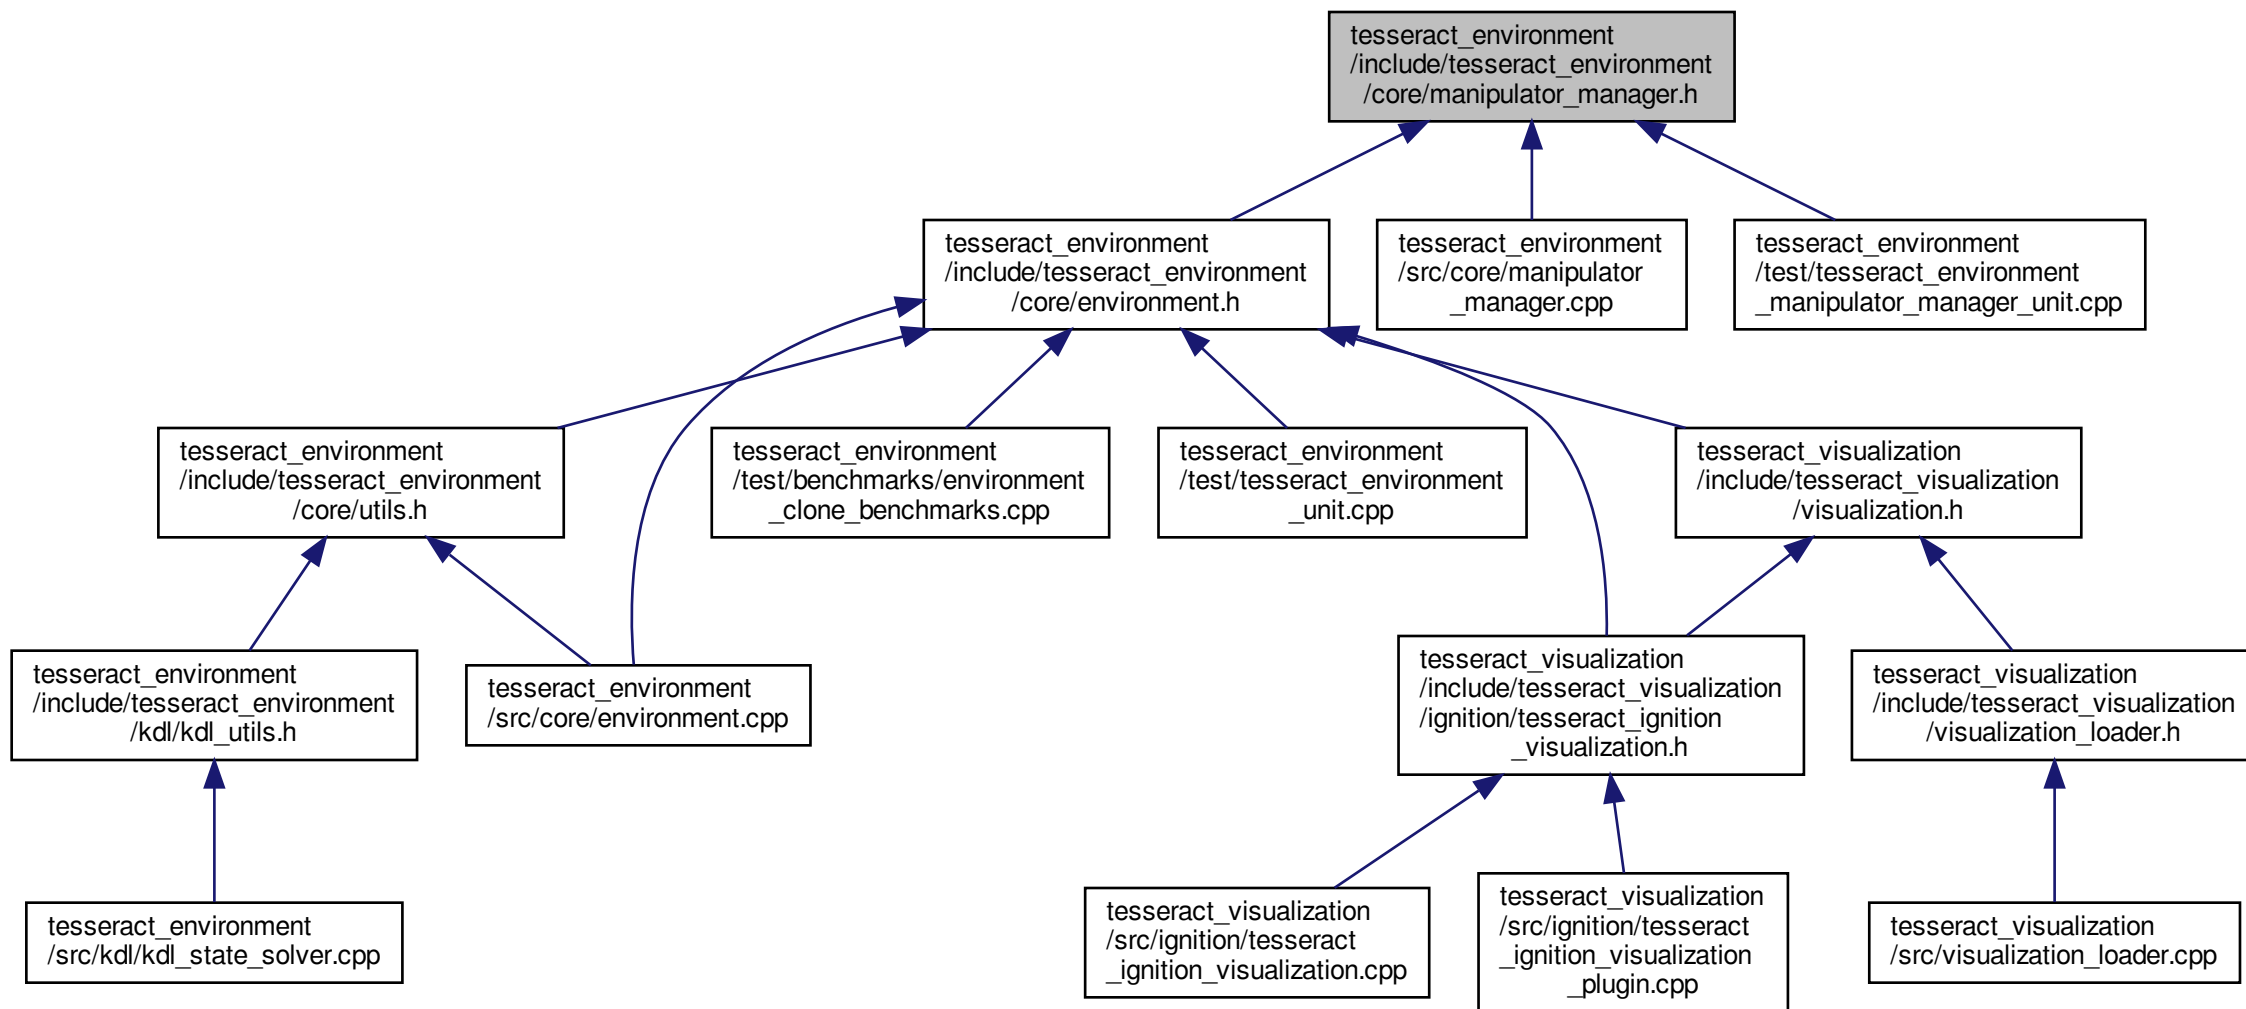 tesseract_environment
/include/tesseract_environment
/core/manipulator_manager.h
tesseract_environment
/include/tesseract_environment
/core/environment.h
tesseract_environment
/src/core/manipulator
_manager.cpp
tesseract_environment
/test/tesseract_environment
_manipulator_manager_unit.cpp
tesseract_environment
/include/tesseract_environment
/core/utils.h
tesseract_environment
/test/benchmarks/environment
_clone_benchmarks.cpp
tesseract_environment
/test/tesseract_environment
_unit.cpp
tesseract_visualization
/include/tesseract_visualization
/visualization.h
tesseract_environment
/include/tesseract_environment
/kdl/kdl_utils.h
tesseract_environment
/src/core/environment.cpp
tesseract_visualization
/include/tesseract_visualization
/ignition/tesseract_ignition
_visualization.h
tesseract_visualization
/include/tesseract_visualization
/visualization_loader.h
tesseract_environment
/src/kdl/kdl_state_solver.cpp
tesseract_visualization
/src/ignition/tesseract
_ignition_visualization.cpp
tesseract_visualization
/src/ignition/tesseract
_ignition_visualization
_plugin.cpp
tesseract_visualization
/src/visualization_loader.cpp